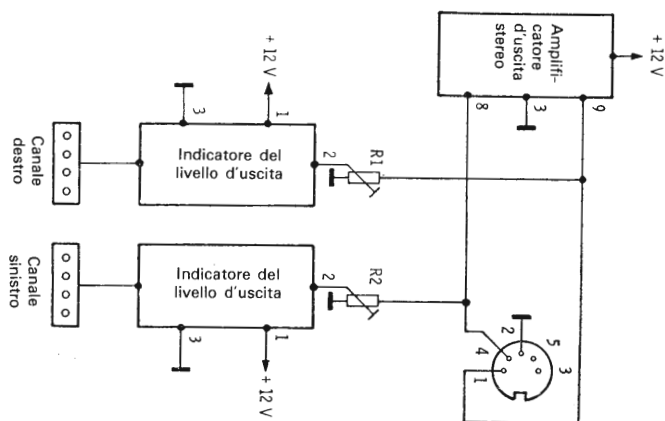 + 12 V
Amplifi-
catore
d'uscita
stereo
8
3
9
+ 12 V
3
1
Indicatore del
livello d'uscita
2
R1
Canale
destro
Indicatore del
livello d'uscita
2
R2
3
1
+ 12 V
Canale
sinistro
4
2
5
3
1